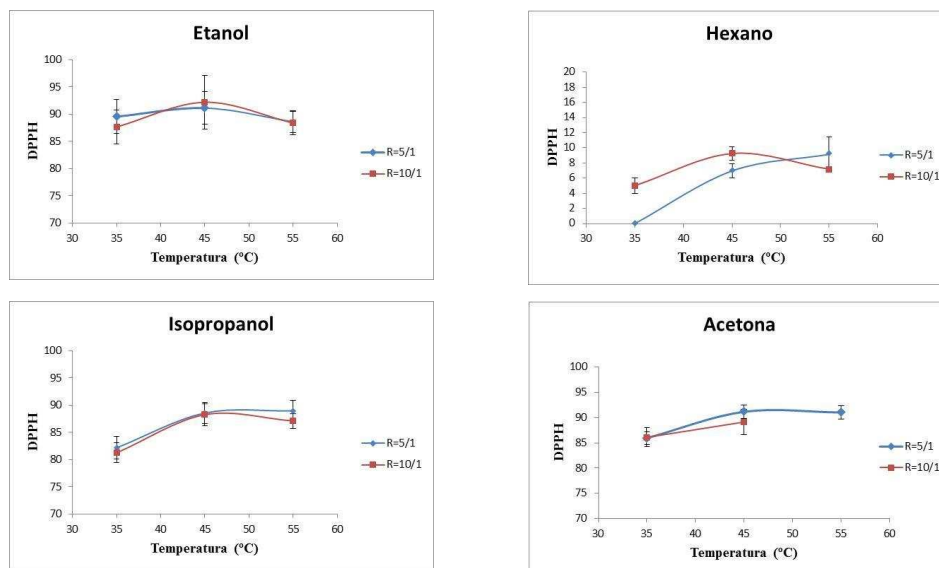 Etanol
100
95
90
85
80
75
70
DPPH
30 35 40 45 50 55 60
Temperatura (ºC)
R=5/1
R=10/1
Hexano
20
18
16
14
12
10
8
6
4
2
0
DPPH
30 35 40 45 50 55 60
Temperatura (ºC)
R=5/1
R=10/1
Isopropanol
100
95
90
85
80
75
70
DPPH
30 35 40 45 50 55 60
Temperatura (ºC)
R=5/1
R=10/1
Acetona
100
95
90
85
80
75
70
DPPH
30 35 40 45 50 55 60
Temperatura (ºC)
R=5/1
R=10/1